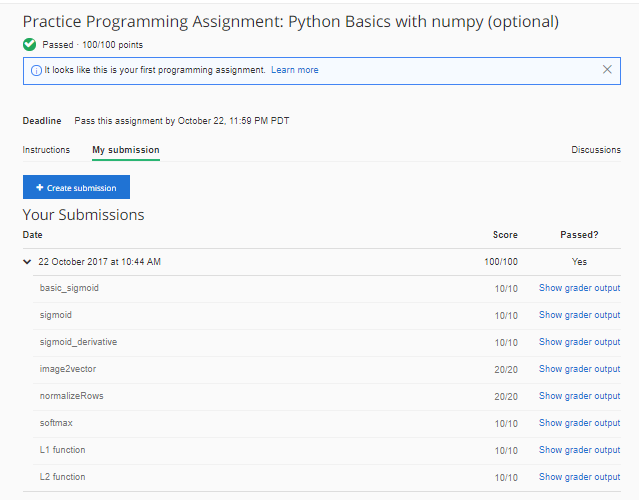 Practice Programming Assignment: Python Basics with numpy (optional)
Passed · 100/100 points
It looks like this is your first programming assignment. Learn more
Deadline Pass this assignment by October 22, 11:59 PM PDT
Instructions My submission Discussions
+ Create submission
Your Submissions
Date Score Passed?
22 October 2017 at 10:44 AM 100/100 Yes
basic_sigmoid 10/10 Show grader output
sigmoid 10/10 Show grader output
sigmoid_derivative 10/10 Show grader output
image2vector 20/20 Show grader output
normalizeRows 20/20 Show grader output
softmax 10/10 Show grader output
L1 function 10/10 Show grader output
L2 function 10/10 Show grader output